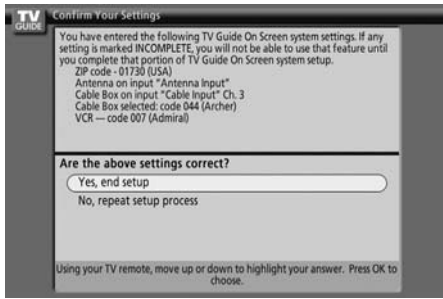 TV
GUIDE
Confirm Your Settings
You have entered the following TV Guide On Screen system settings. If any
setting is marked INCOMPLETE, you will not be able to use that feature until
you complete that portion of TV Guide On Screen system setup.
ZIP code - 01730 (USA)
Antenna on input "Antenna Input"
Cable Box on input "Cable Input" Ch. 3
Cable Box selected: code 044 (Archer)
VCR — code 007 (Admiral)
Are the above settings correct?
Yes, end setup
No, repeat setup process
Using your TV remote, move up or down to highlight your answer. Press OK to
choose.